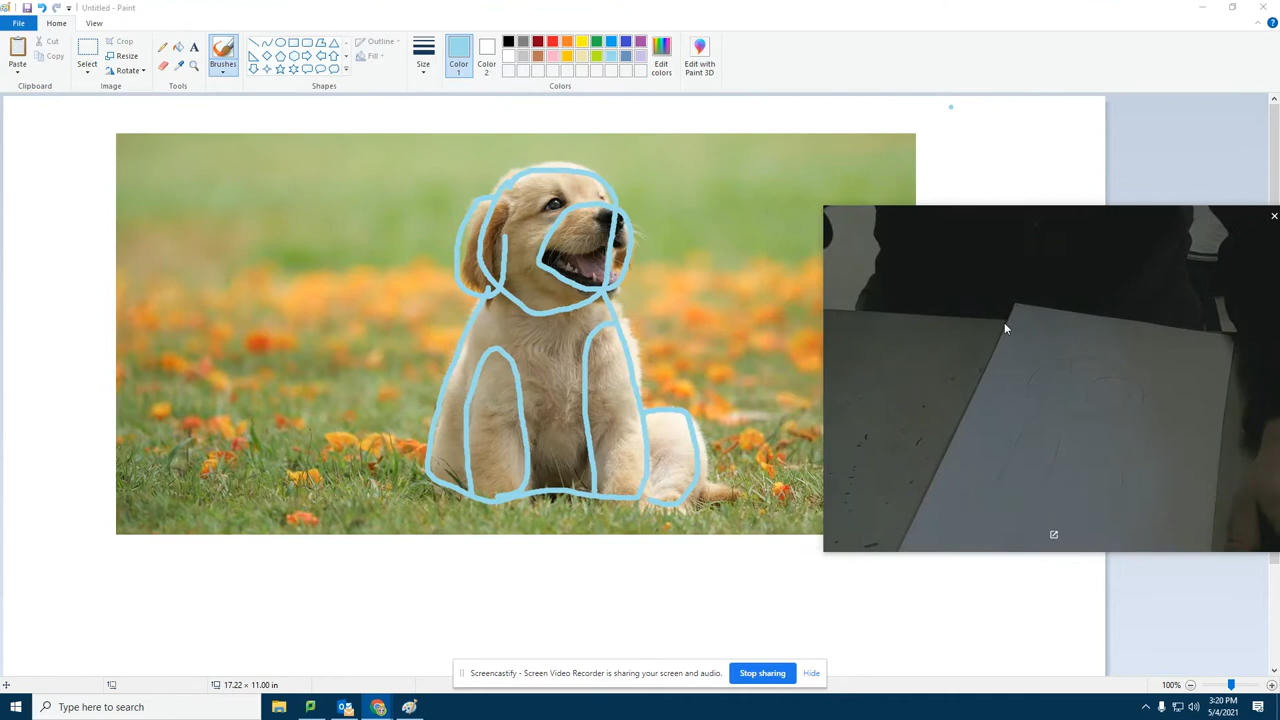 Untitled - Paint
File
Home
View
Paste
Cut
Copy
Clipboard
Select
Crop
Resize
Rotate
Image
A
Tools
Brushes
Outline
Fill
Shapes
Size
Color 1
Color 2
Edit colors
Colors
Edit with Paint 3D
Screencastify - Screen Video Recorder is sharing your screen and audio.
Stop sharing
Hide
17.22 × 11.00 in
100%
Type here to search
3:20 PM
5/4/2021